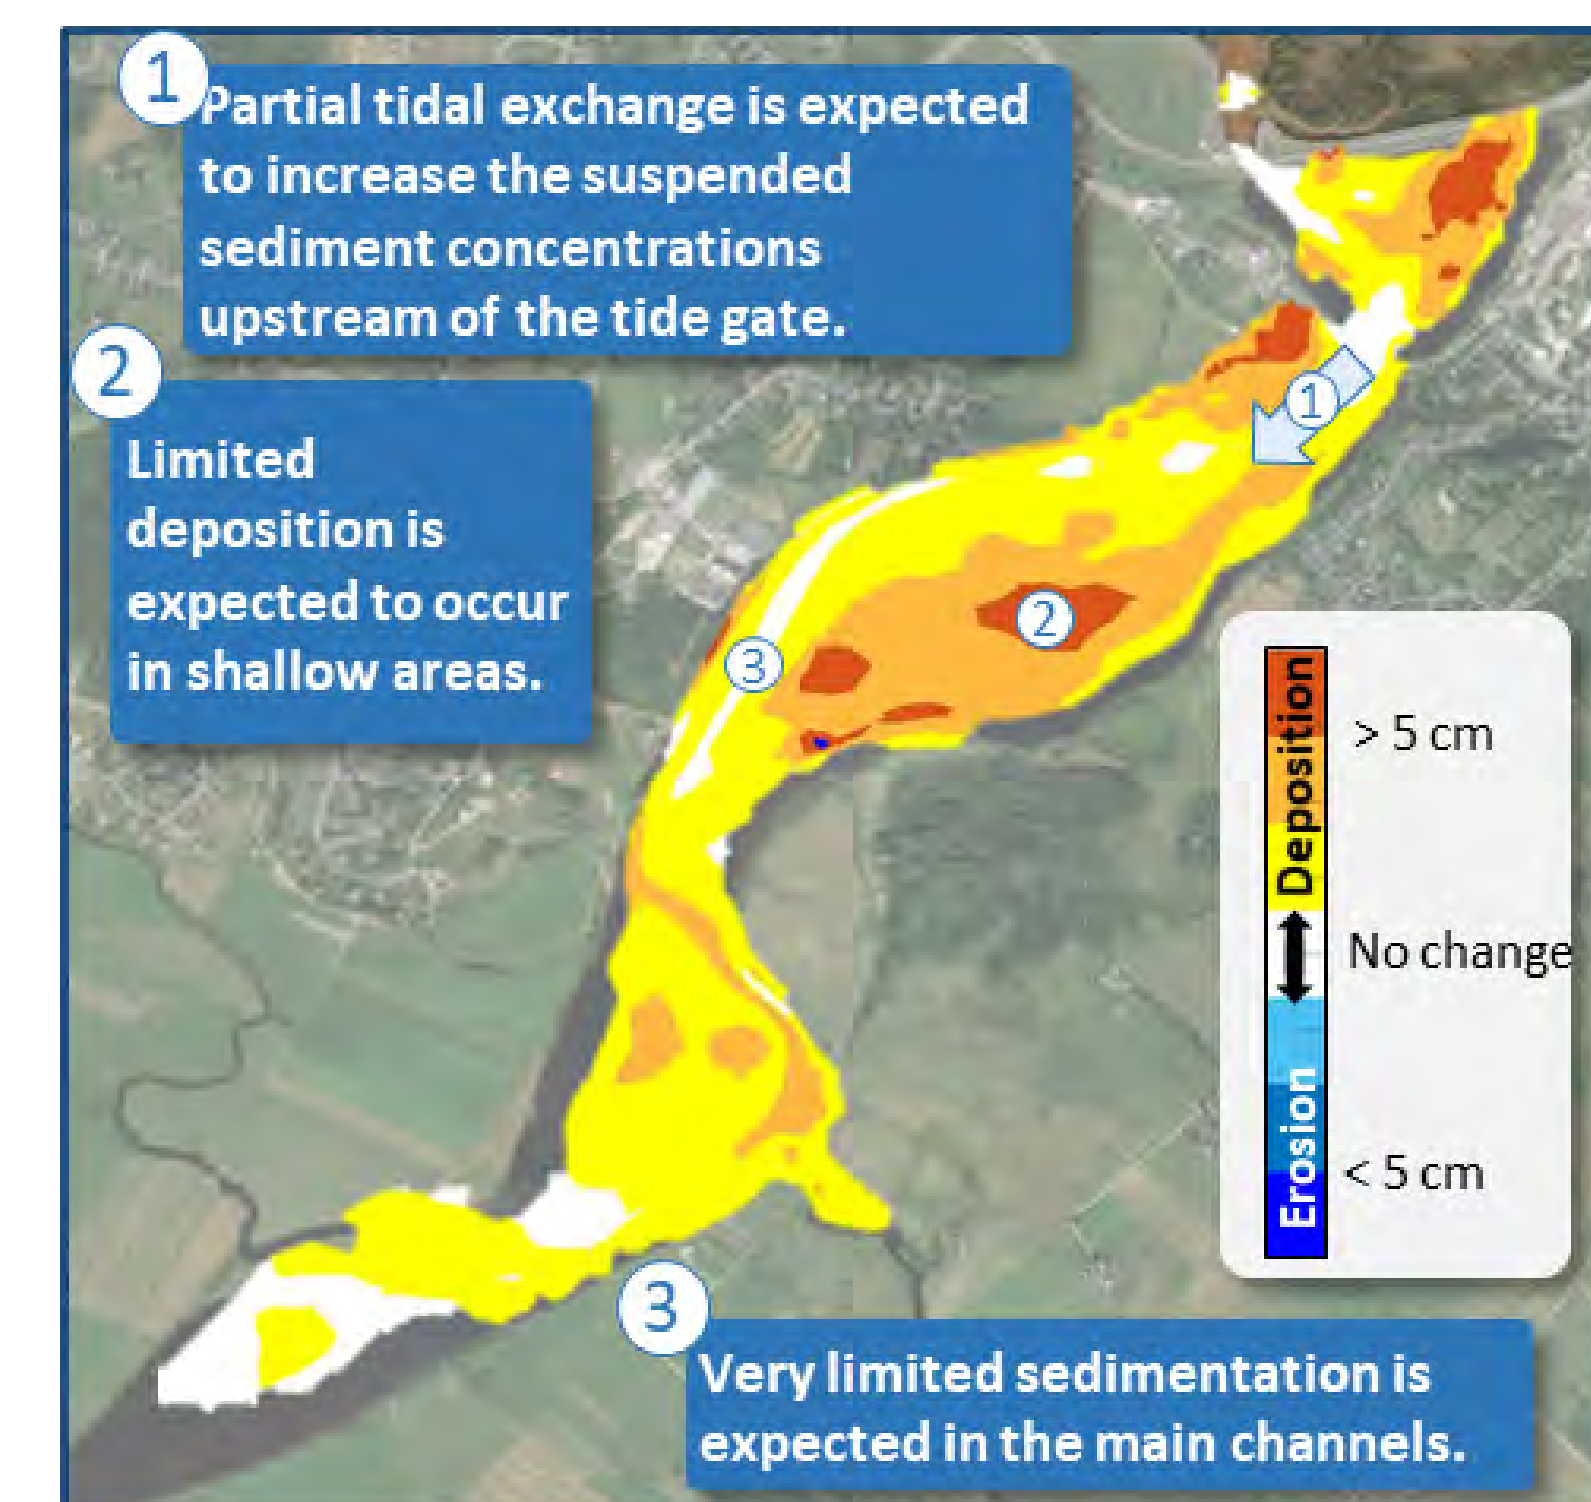 1
Partial tidal exchange is expected
to increase the suspended
sediment concentrations
upstream of the tide gate.
2
Limited
deposition is
expected to occur
in shallow areas.
1
2
3
Deposition
> 5 cm
No change
Erosion
< 5 cm
3
Very limited sedimentation is
expected in the main channels.